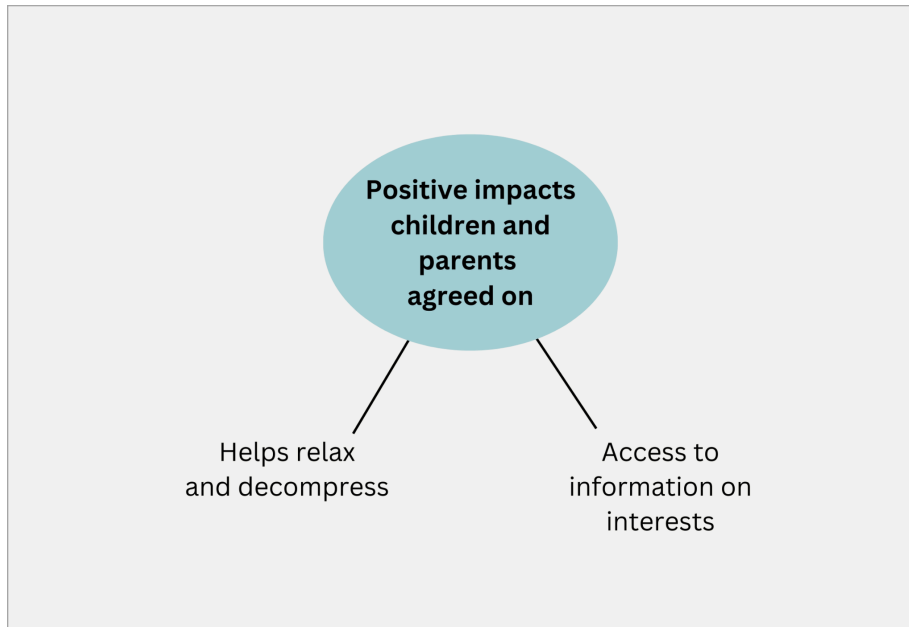 Positive impacts
children and
parents
agreed on
Helps relax
and decompress
Access to
information on
interests